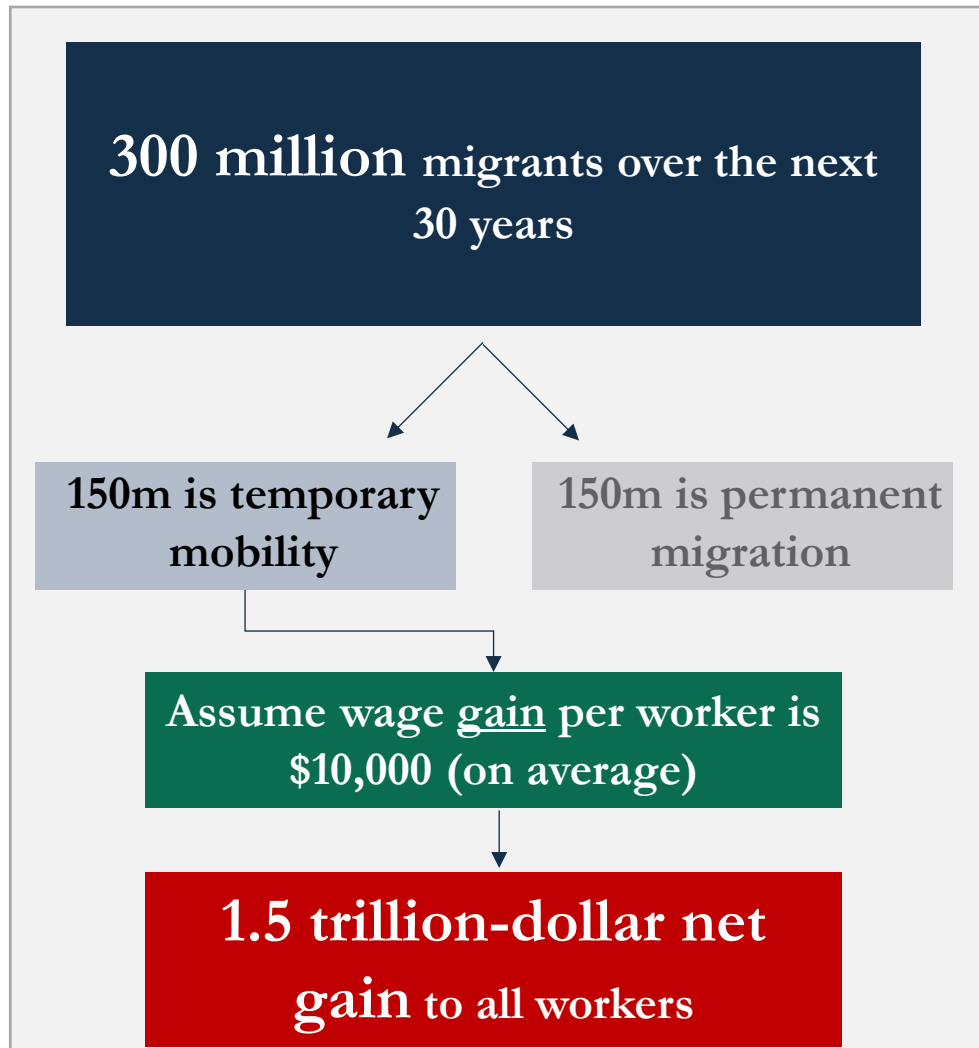 300 million migrants over the next
30 years
150m is temporary
mobility
150m is permanent
migration
Assume wage gain per worker is
$10,000 (on average)
1.5 trillion-dollar net
gain to all workers